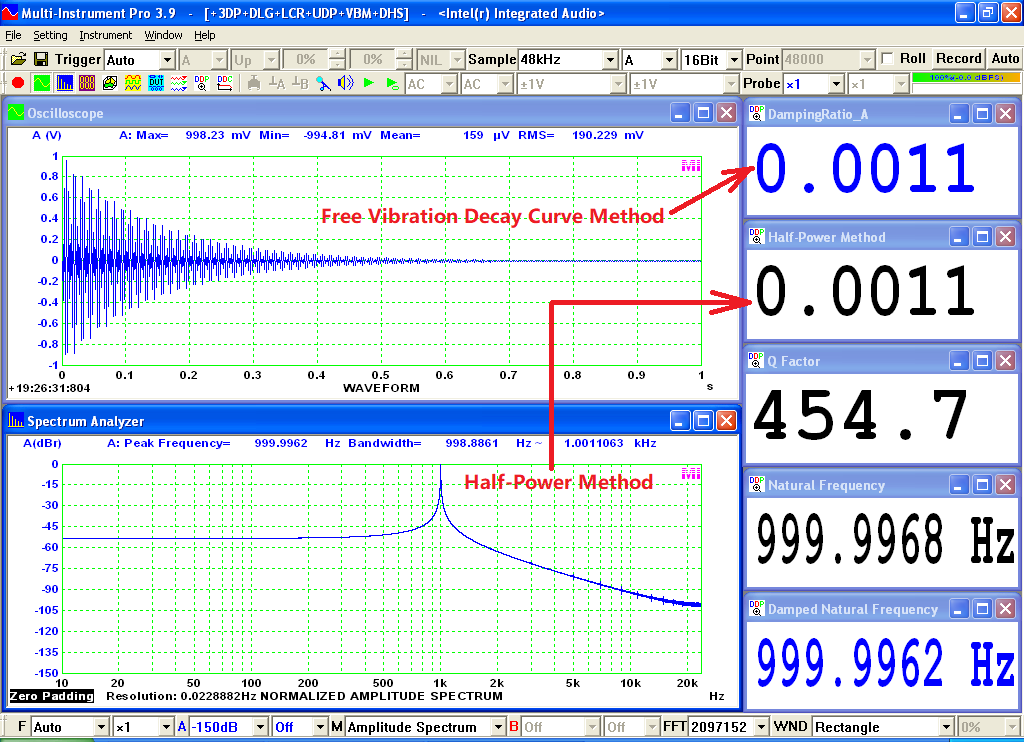 Multi-Instrument Pro 3.9 - [+3DP+DLG+LCR+UDP+VBM+DHS] - <Intel(r) Integrated Audio>
File Setting Instrument Window Help
Trigger Auto A Up 0% 0% NIL Sample 48kHz A 16Bit Point 48000 Roll Record Auto
DUT DDP DDC AC AC ±1V ±1V Probe ×1 ×1 100%-0.0 dBFS)
Oscilloscope
A (V) A: Max= 998.23 mV Min= -994.81 mV Mean= 159 µV RMS= 190.229 mV
1
0.8
0.6
0.4
0.2
0
-0.2
-0.4
-0.6
-0.8
-1
MI
Free Vibration Decay Curve Method
0 0.1 0.2 0.3 0.4 0.5 0.6 0.7 0.8 0.9 1
+19:26:31:804 WAVEFORM s
Spectrum Analyzer
A(dBr) A: Peak Frequency= 999.9962 Hz Bandwidth= 998.8861 Hz ~ 1.0011063 kHz
0
-15
-30
-45
-60
-75
-90
-105
-120
-135
-150
MI
Half-Power Method
10 20 50 100 200 500 1k 2k 5k 10k 20k
Zero Padding Resolution: 0.0228882Hz NORMALIZED AMPLITUDE SPECTRUM Hz
DDP DampingRatio_A
0.0011
DDP Half-Power Method
0.0011
DDP Q Factor
454.7
DDP Natural Frequency
999.9968 Hz
DDP Damped Natural Frequency
999.9962 Hz
F Auto ×1 A -150dB Off M Amplitude Spectrum B Off Off FFT 2097152 WND Rectangle 0%